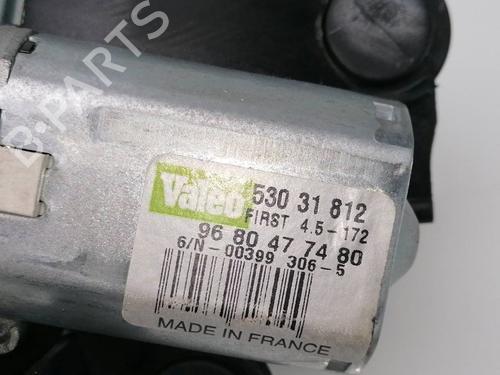 B-PARTS
Valeo 530 31 812
FIRST 4.5-172
96 80 47 74 80
6/N-00399 306-5
MADE IN FRANCE